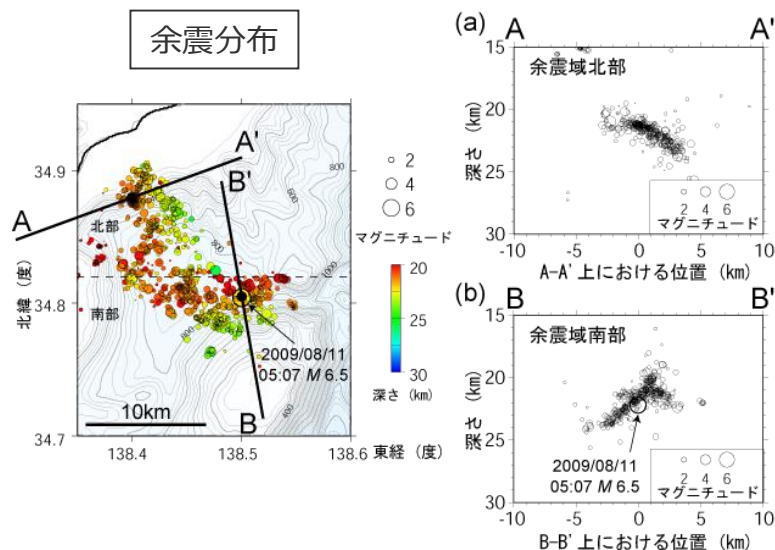 余震分布
A'
B'
A
北部
南部
B
800
600
800
1000
800
400
2009/08/11
05:07 M 6.5
10km
34.9
34.8
34.7
北緯 (度)
138.4
138.5
138.6
東経 (度)
2
4
6
マグニチュード
20
25
30
深さ (km)
(a)
A
A'
余震域北部
15
20
25
30
深さ (km)
2 4 6
マグニチュード
-10
-5
0
5
10
A-A' 上における位置 (km)
(b)
B
B'
余震域南部
15
20
25
30
深さ (km)
2009/08/11
05:07 M 6.5
2 4 6
マグニチュード
-10
-5
0
5
10
B-B' 上における位置 (km)